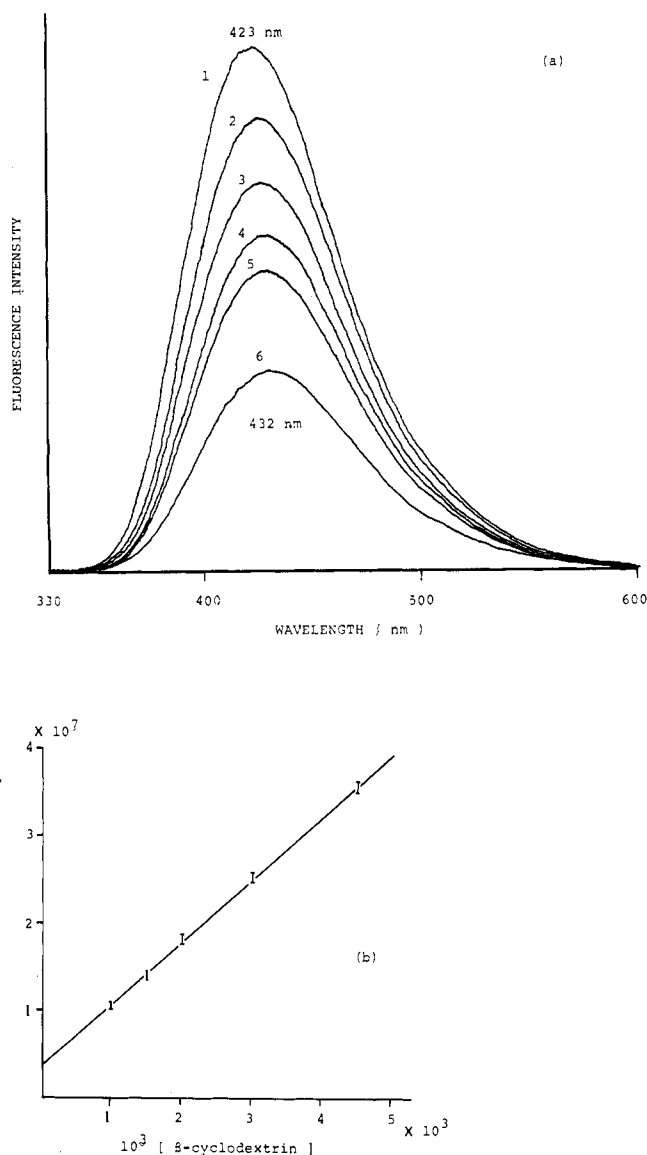 423 nm
(a)
1
2
3
4
5
6
432 nm
FLUORESCENCE INTENSITY
330 400 500 600
WAVELENGTH ( nm )
X 10⁷
4
3
2
1
(b)
1 2 3 4 5
X 10³
10³ [ β-cyclodextrin ]